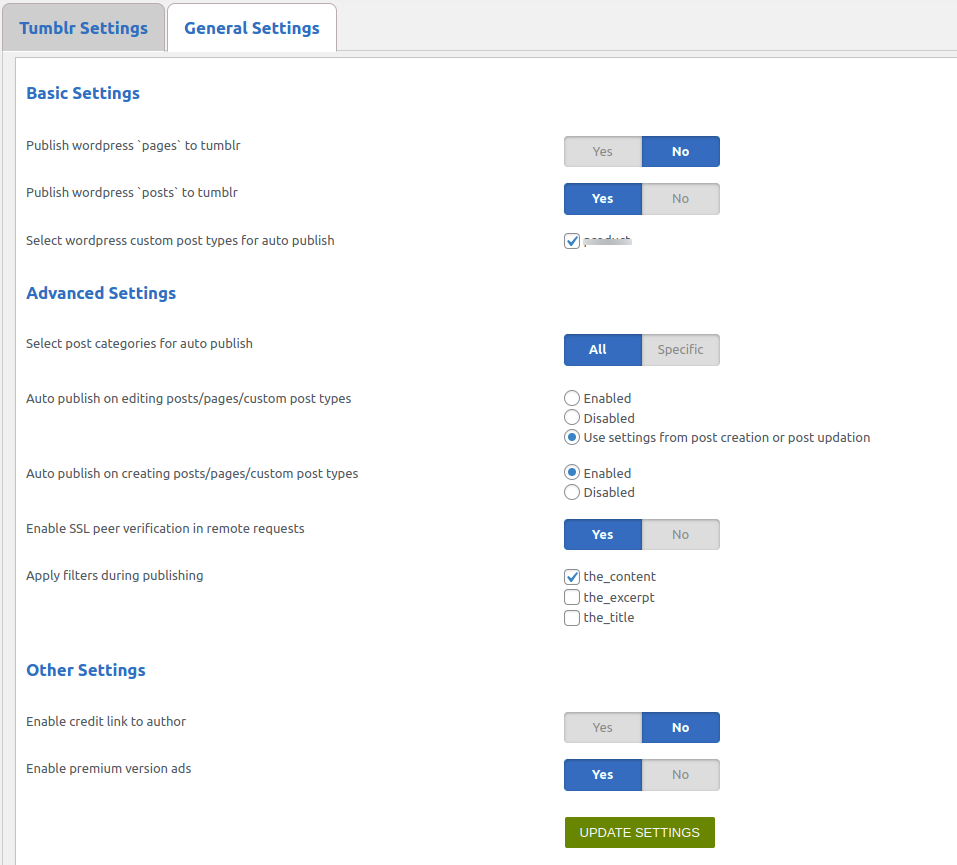 Tumblr Settings
General Settings
Basic Settings
Publish wordpress `pages` to tumblr
Yes No
Publish wordpress `posts` to tumblr
Yes No
Select wordpress custom post types for auto publish
Advanced Settings
Select post categories for auto publish
All Specific
Auto publish on editing posts/pages/custom post types
Enabled
Disabled
Use settings from post creation or post updation
Auto publish on creating posts/pages/custom post types
Enabled
Disabled
Enable SSL peer verification in remote requests
Yes No
Apply filters during publishing
the_content
the_excerpt
the_title
Other Settings
Enable credit link to author
Yes No
Enable premium version ads
Yes No
UPDATE SETTINGS